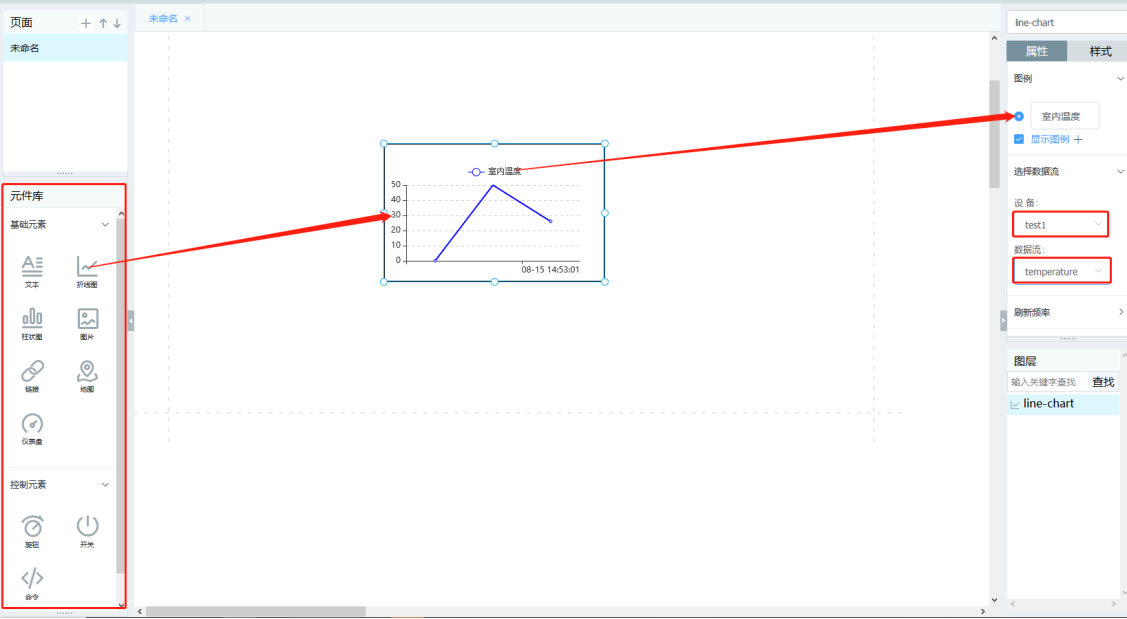 页面
未命名
元件库
基础元素
文本
折线图
柱状图
图片
链接
地图
仪表盘
控制元素
旋钮
开关
命令
未命名 ×
室内温度
50
40
30
20
10
0
08-15 14:53:01
line-chart
属性 样式
图例
室内温度
显示图例
选择数据流
设 备:
test1
数据流:
temperature
刷新频率
图层
输入关键字查找 查找
line-chart